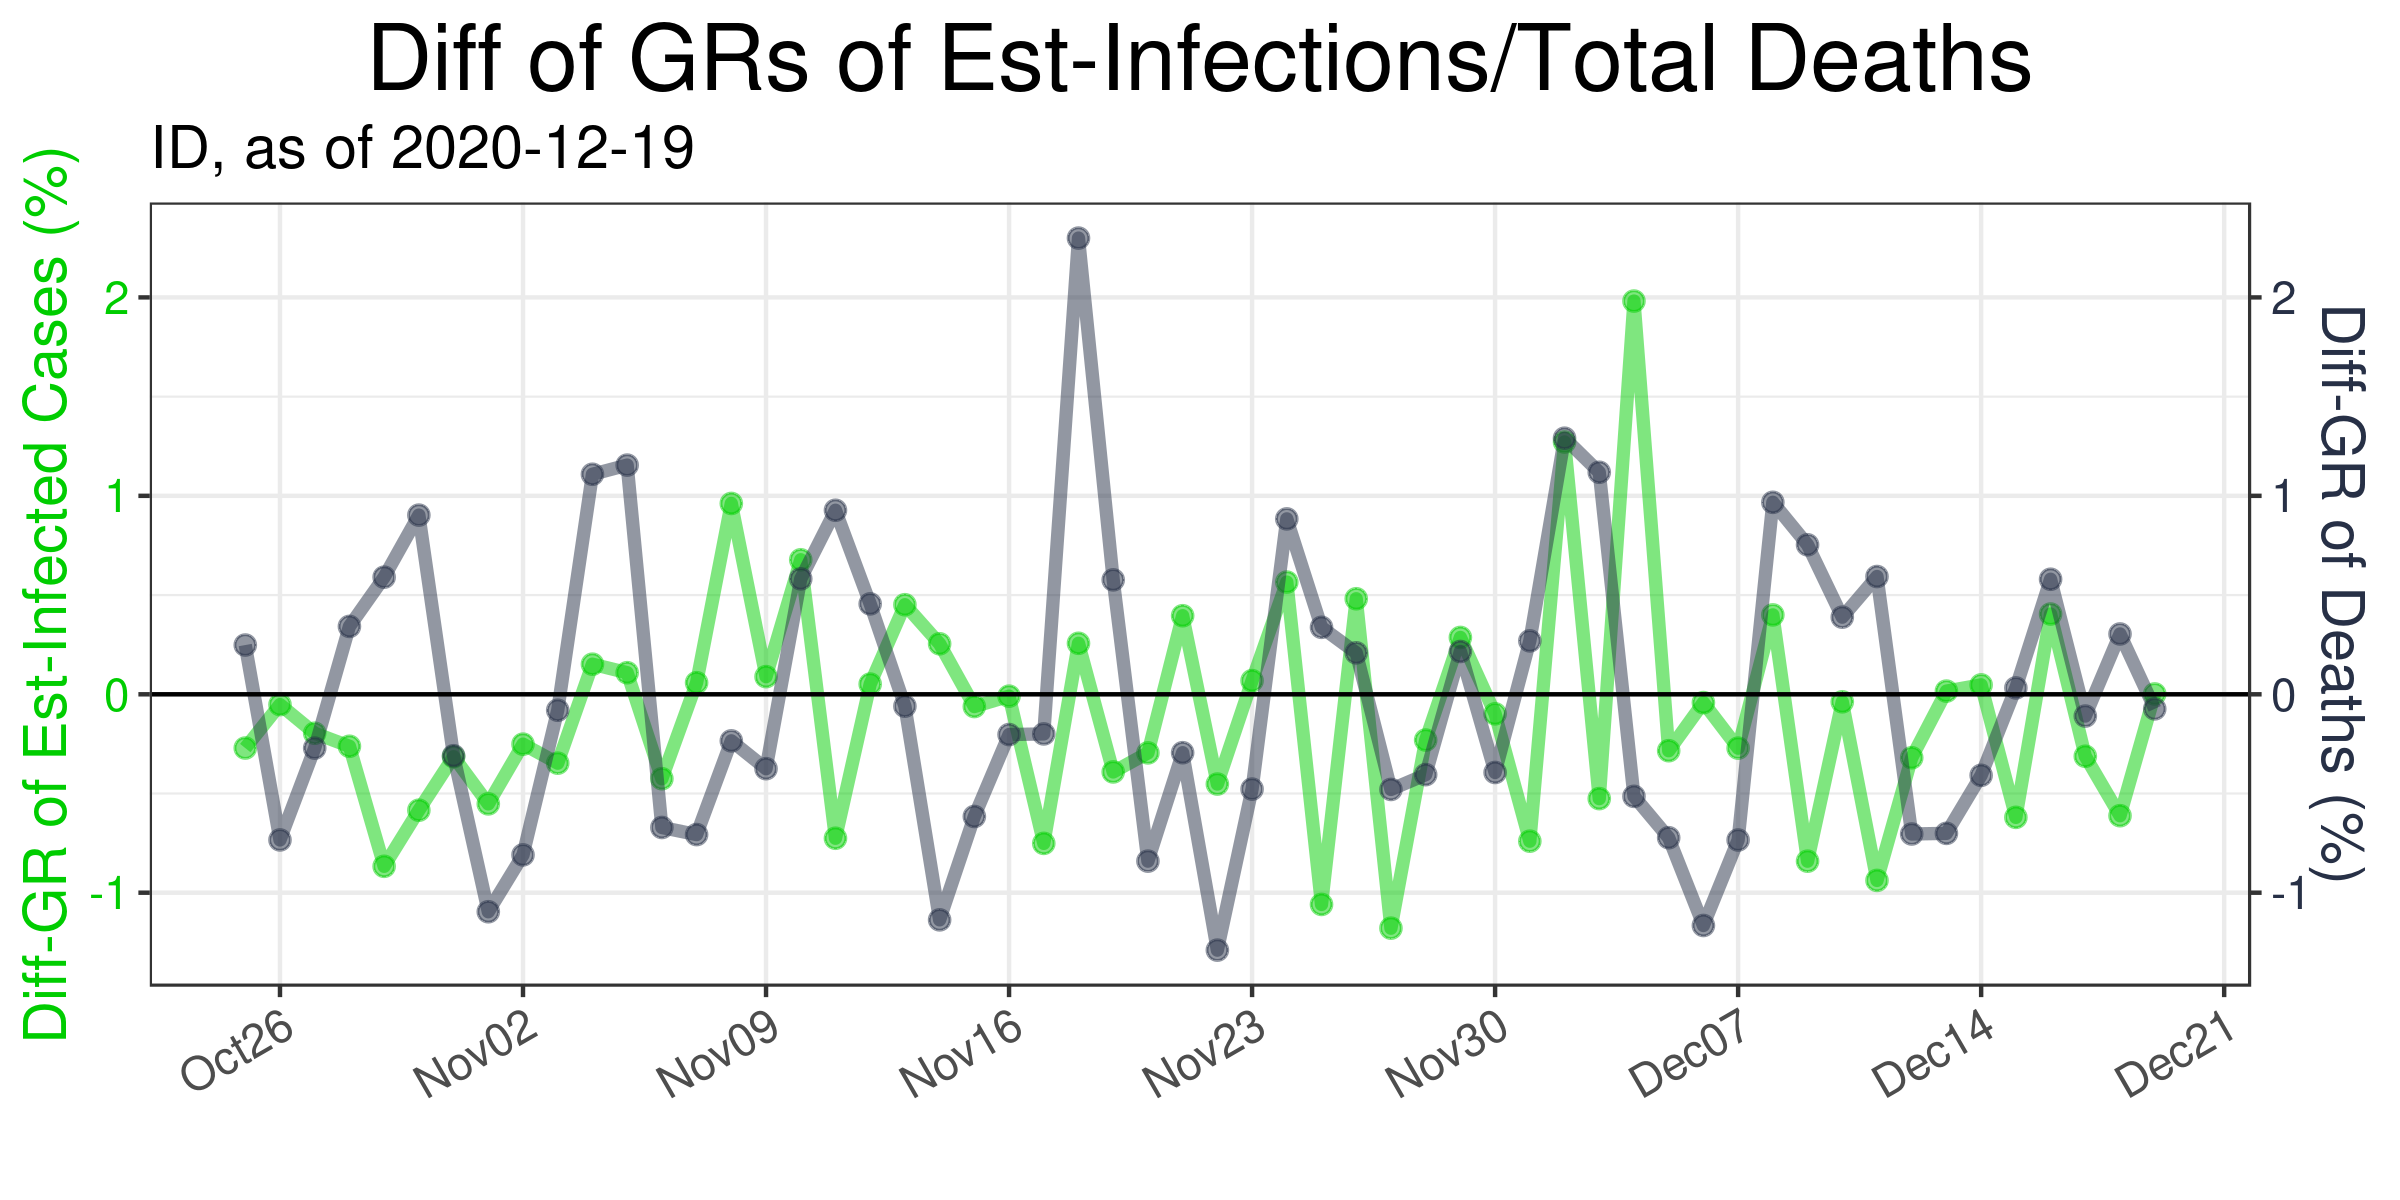 Diff of GRs of Est-Infections/Total Deaths
ID, as of 2020-12-19
Diff-GR of Est-Infected Cases (%)
2
1
0
-1
2
1
0
-1
Diff-GR of Deaths (%)
Oct26
Nov02
Nov09
Nov16
Nov23
Nov30
Dec07
Dec14
Dec21